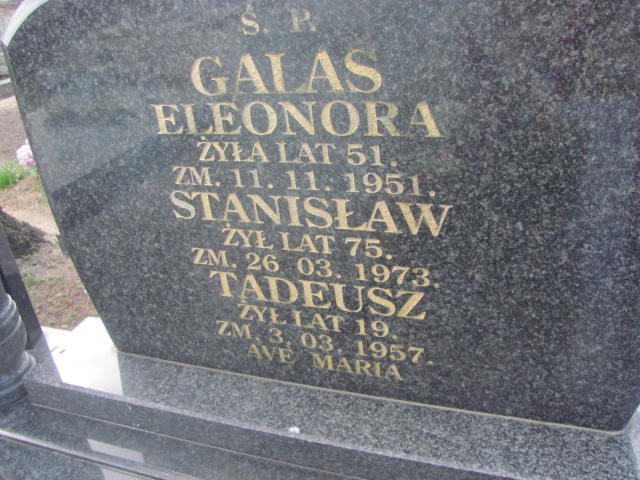 Ś. P.
GALAS
ELEONORA
ŻYŁA LAT 51.
ZM. 11. 11. 1951.
STANISŁAW
ŻYŁ LAT 75.
ZM. 26 03. 1973.
TADEUSZ
ŻYŁ LAT 19.
ZM. 3. 03. 1957.
AVE MARIA